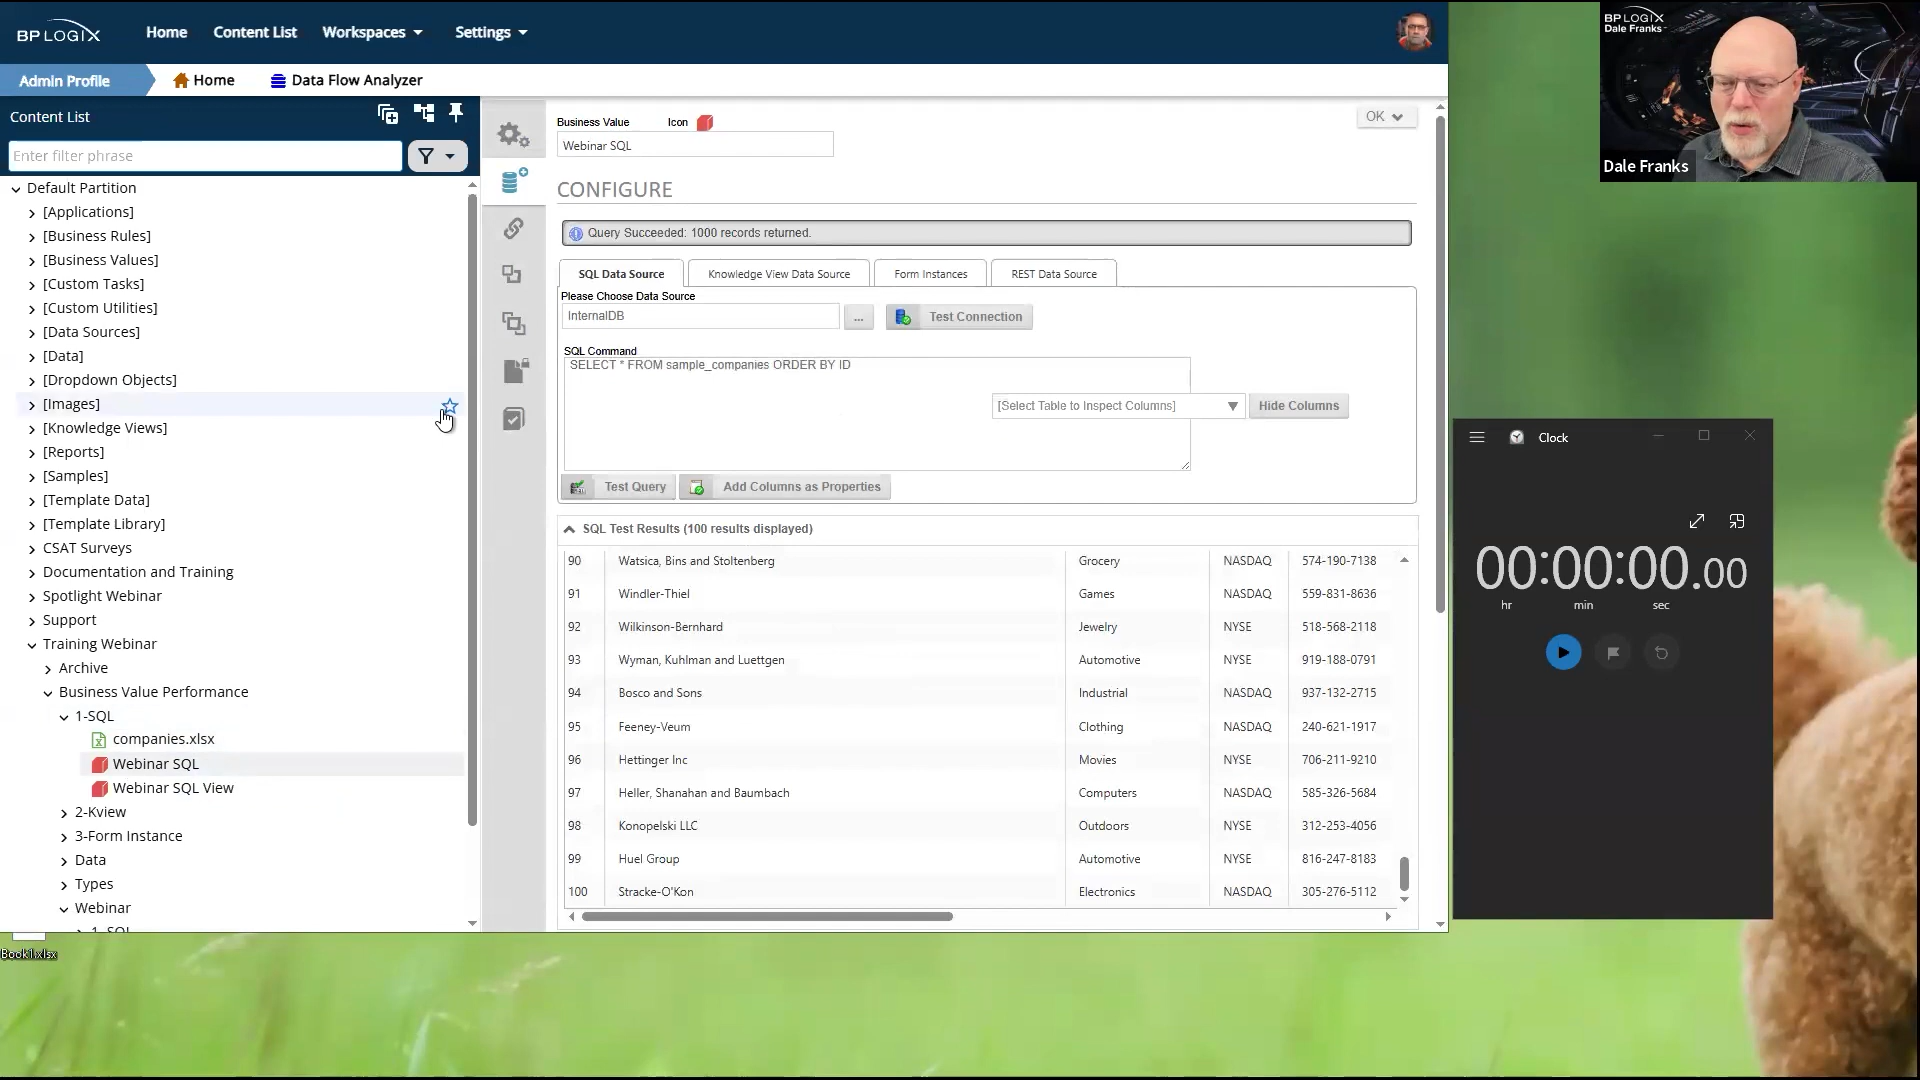 BP LOGIX
Home
Content List
Workspaces
Settings
Admin Profile
Home
Data Flow Analyzer
Content List
Enter filter phrase
Default Partition
[Applications]
[Business Rules]
[Business Values]
[Custom Tasks]
[Custom Utilities]
[Data Sources]
[Data]
[Dropdown Objects]
[Images]
[Knowledge Views]
[Reports]
[Samples]
[Template Data]
[Template Library]
CSAT Surveys
Documentation and Training
Spotlight Webinar
Support
Training Webinar
Archive
Business Value Performance
1-SQL
companies.xlsx
Webinar SQL
Webinar SQL View
2-Kview
3-Form Instance
Data
Types
Webinar
1-SQL
Book1.xlsx
Business Value
Icon
OK
Webinar SQL
CONFIGURE
Query Succeeded: 1000 records returned.
SQL Data Source
Knowledge View Data Source
Form Instances
REST Data Source
Please Choose Data Source
InternalDB
...
Test Connection
SQL Command
SELECT * FROM sample_companies ORDER BY ID
[Select Table to Inspect Columns]
Hide Columns
Test Query
Add Columns as Properties
SQL Test Results (100 results displayed)
90 Watsica, Bins and Stoltenberg Grocery NASDAQ 574-190-7138
91 Windler-Thiel Games NASDAQ 559-831-8636
92 Wilkinson-Bernhard Jewelry NYSE 518-568-2118
93 Wyman, Kuhlman and Luettgen Automotive NYSE 919-188-0791
94 Bosco and Sons Industrial NASDAQ 937-132-2715
95 Feeney-Veum Clothing NASDAQ 240-621-1917
96 Hettinger Inc Movies NYSE 706-211-9210
97 Heller, Shanahan and Baumbach Computers NASDAQ 585-326-5684
98 Konopelski LLC Outdoors NYSE 312-253-4056
99 Huel Group Automotive NYSE 816-247-8183
100 Stracke-O'Kon Electronics NASDAQ 305-276-5112
BP LOGIX
Dale Franks
Dale Franks
Clock
00:00:00.00
hr min sec